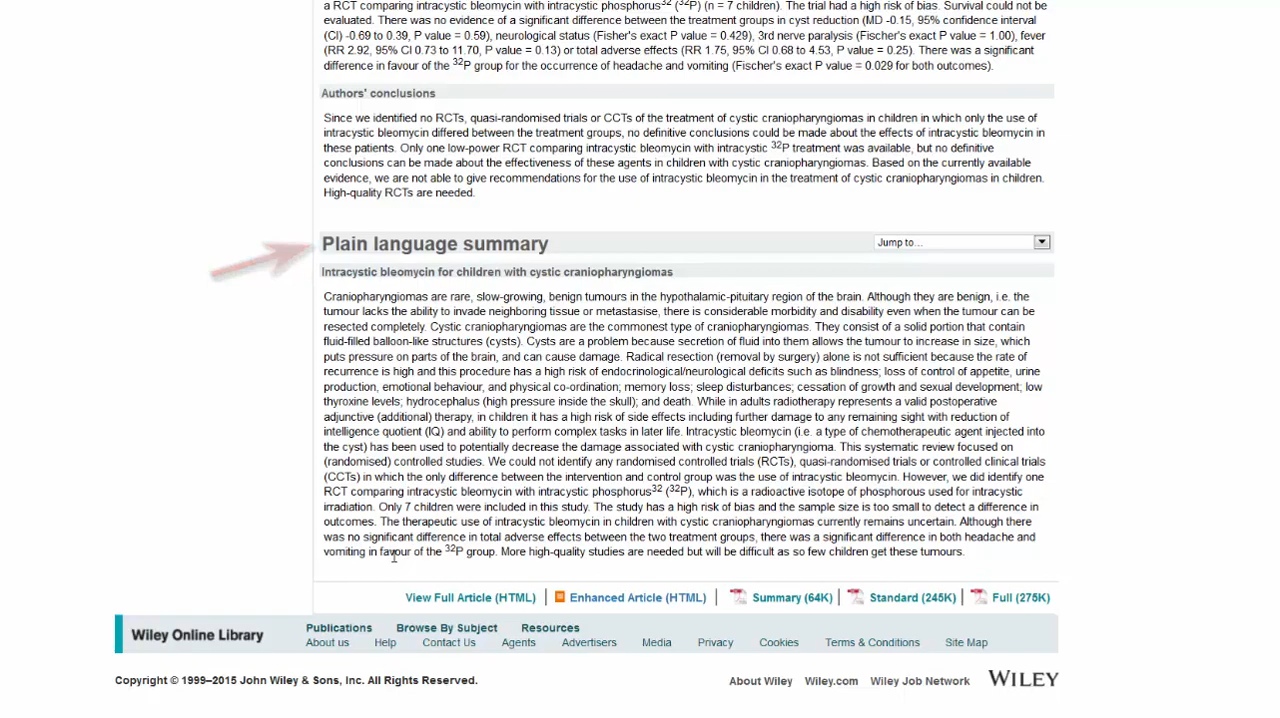 a RCT comparing intracystic bleomycin with intracystic phosphorus32 (32P) (n = 7 children). The trial had a high risk of bias. Survival could not be
evaluated. There was no evidence of a significant difference between the treatment groups in cyst reduction (MD -0.15, 95% confidence interval
(CI) -0.69 to 0.39, P value = 0.59), neurological status (Fisher's exact P value = 0.429), 3rd nerve paralysis (Fischer's exact P value = 1.00), fever
(RR 2.92, 95% CI 0.73 to 11.70, P value = 0.13) or total adverse effects (RR 1.75, 95% CI 0.68 to 4.53, P value = 0.25). There was a significant
difference in favour of the 32P group for the occurrence of headache and vomiting (Fischer's exact P value = 0.029 for both outcomes).
Authors' conclusions
Since we identified no RCTs, quasi-randomised trials or CCTs of the treatment of cystic craniopharyngiomas in children in which only the use of
intracystic bleomycin differed between the treatment groups, no definitive conclusions could be made about the effects of intracystic bleomycin in
these patients. Only one low-power RCT comparing intracystic bleomycin with intracystic 32P treatment was available, but no definitive
conclusions can be made about the effectiveness of these agents in children with cystic craniopharyngiomas. Based on the currently available
evidence, we are not able to give recommendations for the use of intracystic bleomycin in the treatment of cystic craniopharyngiomas in children.
High-quality RCTs are needed.
Plain language summary
Jump to...
Intracystic bleomycin for children with cystic craniopharyngiomas
Craniopharyngiomas are rare, slow-growing, benign tumours in the hypothalamic-pituitary region of the brain. Although they are benign, i.e. the
tumour lacks the ability to invade neighboring tissue or metastasise, there is considerable morbidity and disability even when the tumour can be
resected completely. Cystic craniopharyngiomas are the commonest type of craniopharyngiomas. They consist of a solid portion that contain
fluid-filled balloon-like structures (cysts). Cysts are a problem because secretion of fluid into them allows the tumour to increase in size, which
puts pressure on parts of the brain, and can cause damage. Radical resection (removal by surgery) alone is not sufficient because the rate of
recurrence is high and this procedure has a high risk of endocrinological/neurological deficits such as blindness; loss of control of appetite, urine
production, emotional behaviour, and physical co-ordination; memory loss; sleep disturbances; cessation of growth and sexual development; low
thyroxine levels; hydrocephalus (high pressure inside the skull); and death. While in adults radiotherapy represents a valid postoperative
adjunctive (additional) therapy, in children it has a high risk of side effects including further damage to any remaining sight with reduction of
intelligence quotient (IQ) and ability to perform complex tasks in later life. Intracystic bleomycin (i.e. a type of chemotherapeutic agent injected into
the cyst) has been used to potentially decrease the damage associated with cystic craniopharyngioma. This systematic review focused on
(randomised) controlled studies. We could not identify any randomised controlled trials (RCTs), quasi-randomised trials or controlled clinical trials
(CCTs) in which the only difference between the intervention and control group was the use of intracystic bleomycin. However, we did identify one
RCT comparing intracystic bleomycin with intracystic phosphorus32 (32P), which is a radioactive isotope of phosphorous used for intracystic
irradiation. Only 7 children were included in this study. The study has a high risk of bias and the sample size is too small to detect a difference in
outcomes. The therapeutic use of intracystic bleomycin in children with cystic craniopharyngiomas currently remains uncertain. Although there
was no significant difference in total adverse effects between the two treatment groups, there was a significant difference in both headache and
vomiting in favour of the 32P group. More high-quality studies are needed but will be difficult as so few children get these tumours.
View Full Article (HTML) Enhanced Article (HTML) Summary (64K) Standard (245K) Full (275K)
Wiley Online Library
Publications Browse By Subject Resources
About us Help Contact Us Agents Advertisers Media Privacy Cookies Terms & Conditions Site Map
Copyright © 1999–2015 John Wiley & Sons, Inc. All Rights Reserved.
About Wiley Wiley.com Wiley Job Network WILEY